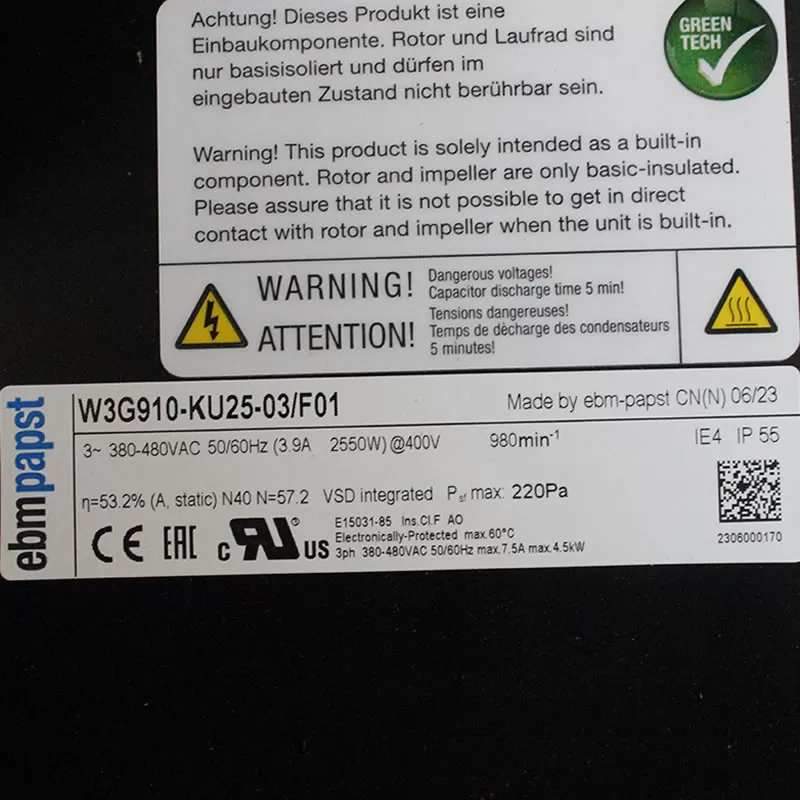 Achtung! Dieses Produkt ist eine
Einbaukomponente. Rotor und Laufrad sind
nur basisisoliert und dürfen im
eingebauten Zustand nicht berührbar sein.
GREEN
TECH
Warning! This product is solely intended as a built-in
component. Rotor and impeller are only basic-insulated.
Please assure that it is not possible to get in direct
contact with rotor and impeller when the unit is built-in.
WARNING!
Dangerous voltages!
Capacitor discharge time 5 min!
ATTENTION!
Tensions dangereuses!
Temps de dècharge des condensateurs
5 minutes!
ebmpapst
W3G910-KU25-03/F01
Made by ebm-papst CN(N) 06/23
3~ 380-480VAC 50/60Hz (3.9A 2550W) @400V 980min-1 IE4 IP 55
η=53.2% (A, static) N40 N=57.2 VSD integrated Psf max: 220Pa
CE EAC c RU ® US
E15031-85 Ins.Cl.F AO
Electronically-Protected max.60°C
3ph 380-480VAC 50/60Hz max.7.5A max.4.5kW
2306000170